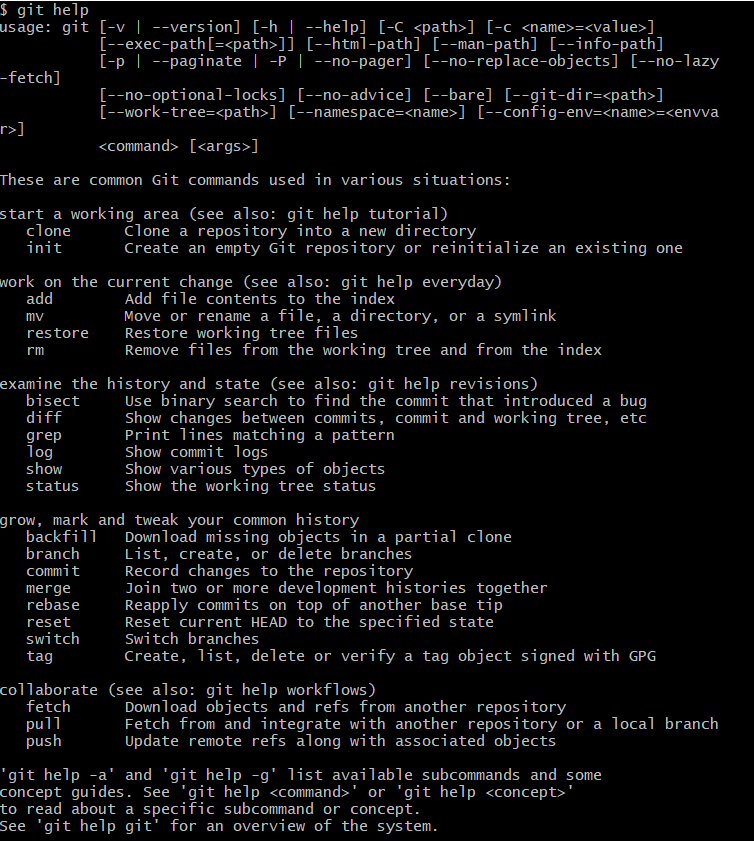 $ git help
usage: git [-v | --version] [-h | --help] [-C <path>] [-c <name>=<value>]
           [--exec-path[=<path>]] [--html-path] [--man-path] [--info-path]
           [-p | --paginate | -P | --no-pager] [--no-replace-objects] [--no-lazy
-fetch]
           [--no-optional-locks] [--no-advice] [--bare] [--git-dir=<path>]
           [--work-tree=<path>] [--namespace=<name>] [--config-env=<name>=<envva
r>]
           <command> [<args>]

These are common Git commands used in various situations:

start a working area (see also: git help tutorial)
   clone      Clone a repository into a new directory
   init       Create an empty Git repository or reinitialize an existing one

work on the current change (see also: git help everyday)
   add        Add file contents to the index
   mv         Move or rename a file, a directory, or a symlink
   restore    Restore working tree files
   rm         Remove files from the working tree and from the index

examine the history and state (see also: git help revisions)
   bisect     Use binary search to find the commit that introduced a bug
   diff       Show changes between commits, commit and working tree, etc
   grep       Print lines matching a pattern
   log        Show commit logs
   show       Show various types of objects
   status     Show the working tree status

grow, mark and tweak your common history
   backfill   Download missing objects in a partial clone
   branch     List, create, or delete branches
   commit     Record changes to the repository
   merge      Join two or more development histories together
   rebase     Reapply commits on top of another base tip
   reset      Reset current HEAD to the specified state
   switch     Switch branches
   tag        Create, list, delete or verify a tag object signed with GPG

collaborate (see also: git help workflows)
   fetch      Download objects and refs from another repository
   pull       Fetch from and integrate with another repository or a local branch
   push       Update remote refs along with associated objects

'git help -a' and 'git help -g' list available subcommands and some
concept guides. See 'git help <command>' or 'git help <concept>'
to read about a specific subcommand or concept.
See 'git help git' for an overview of the system.